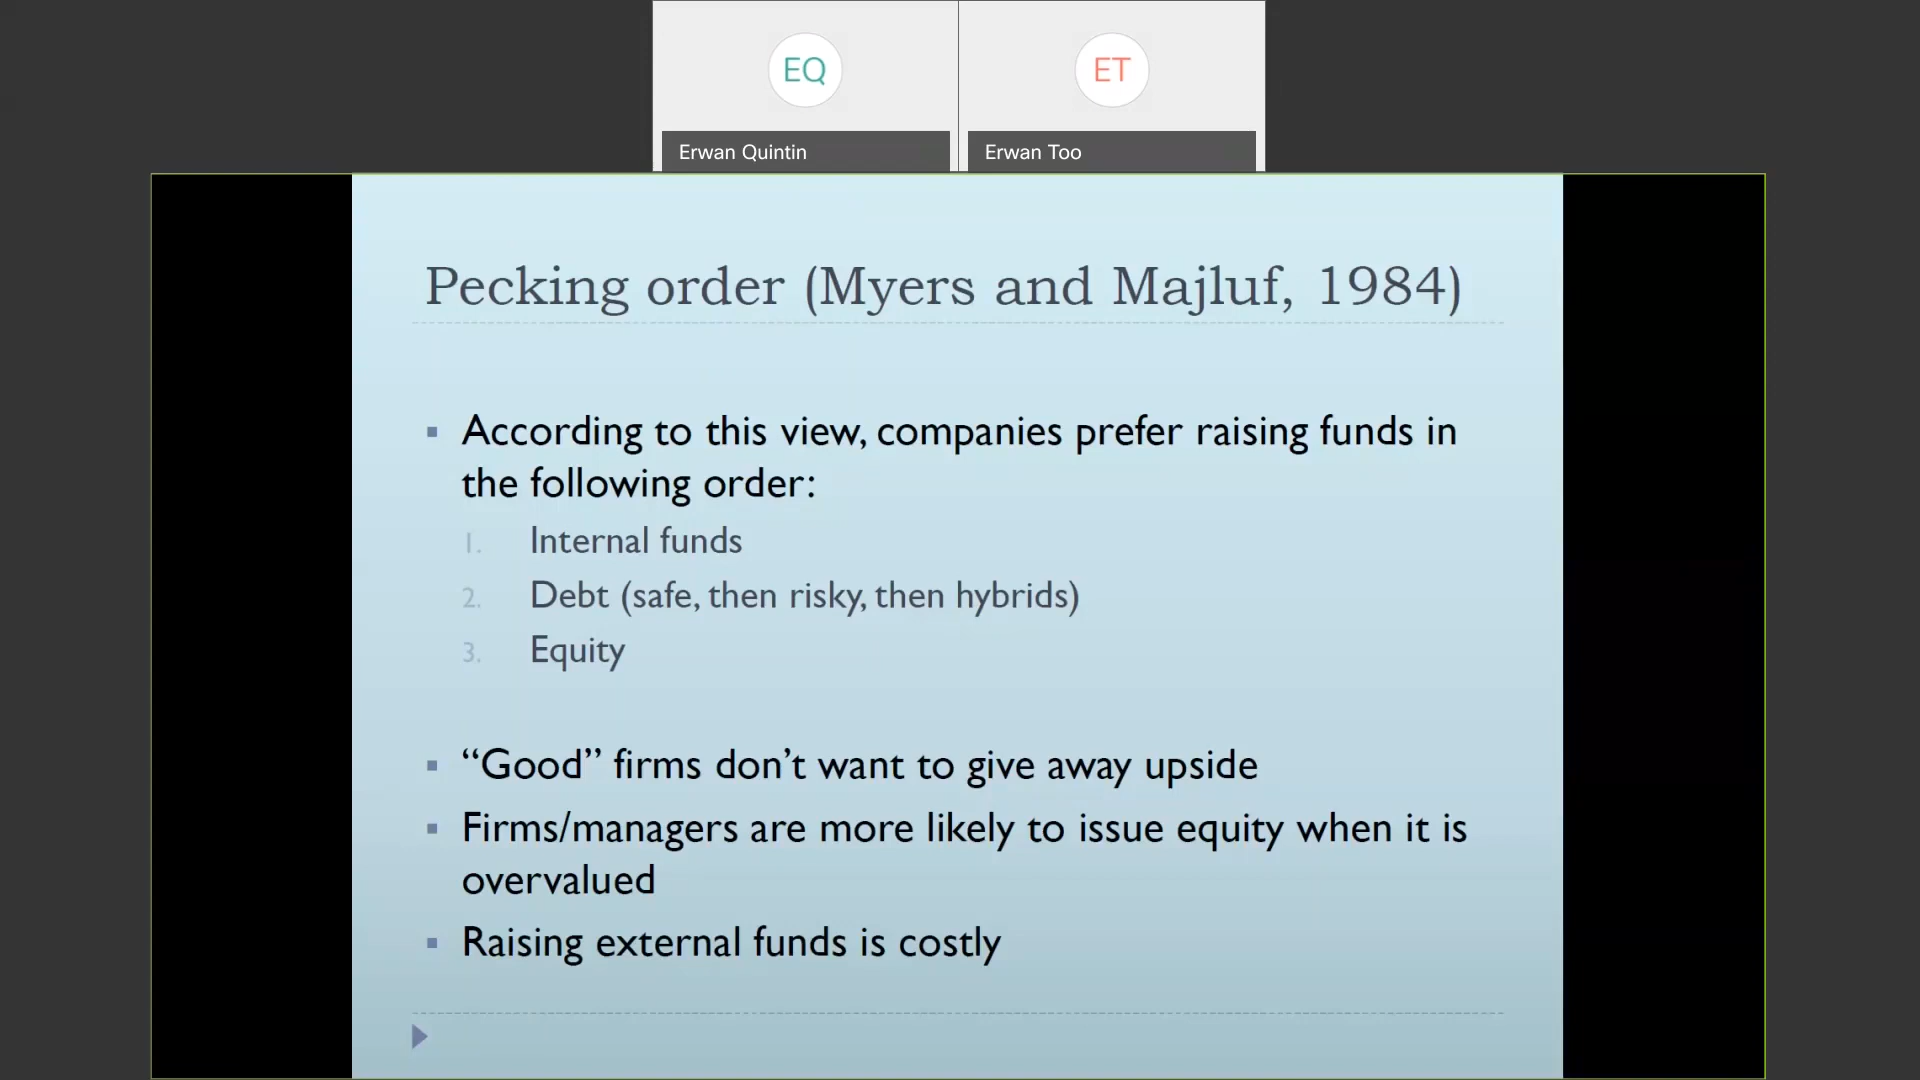 EQ
ET
Erwan Quintin
Erwan Too
Pecking order (Myers and Majluf, 1984)
▪ According to this view, companies prefer raising funds in
the following order:
1. Internal funds
2. Debt (safe, then risky, then hybrids)
3. Equity
▪ “Good” firms don’t want to give away upside
▪ Firms/managers are more likely to issue equity when it is
overvalued
▪ Raising external funds is costly